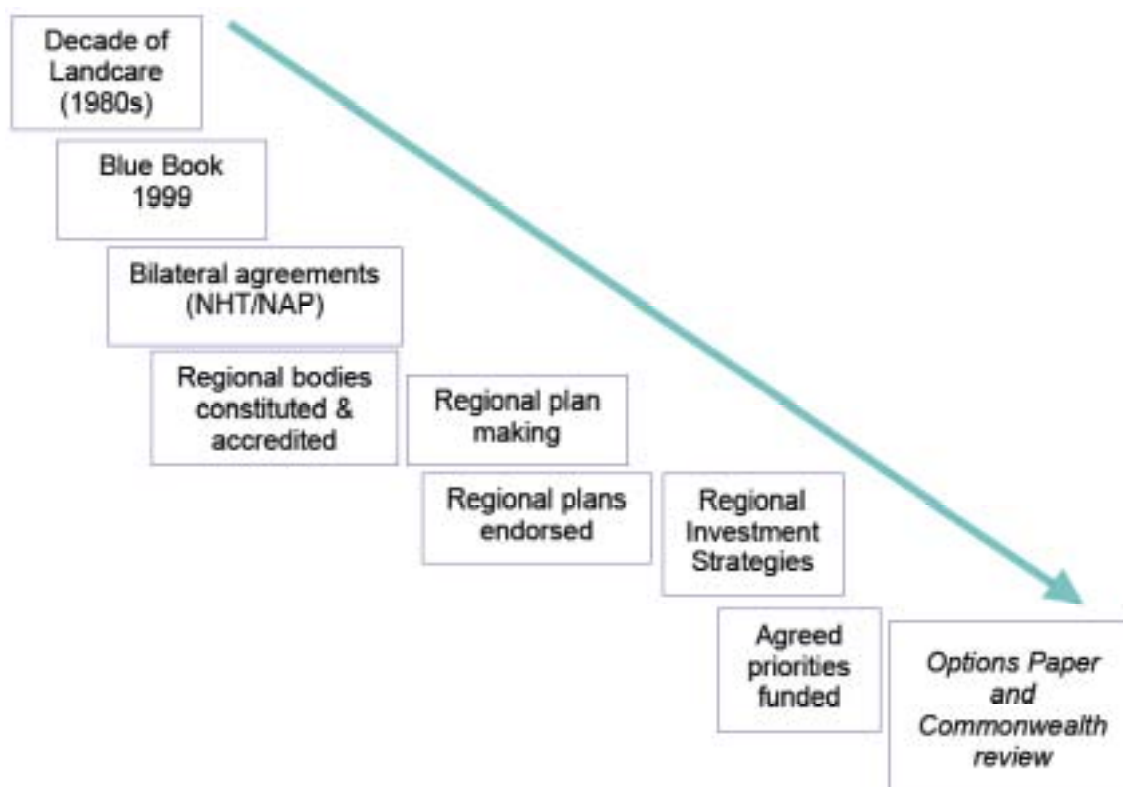 Decade of
Landcare
(1980s)
Blue Book
1999
Bilateral agreements
(NHT/NAP)
Regional bodies
constituted &
accredited
Regional plan
making
Regional plans
endorsed
Regional
Investment
Strategies
Agreed
priorities
funded
Options Paper
and
Commonwealth
review